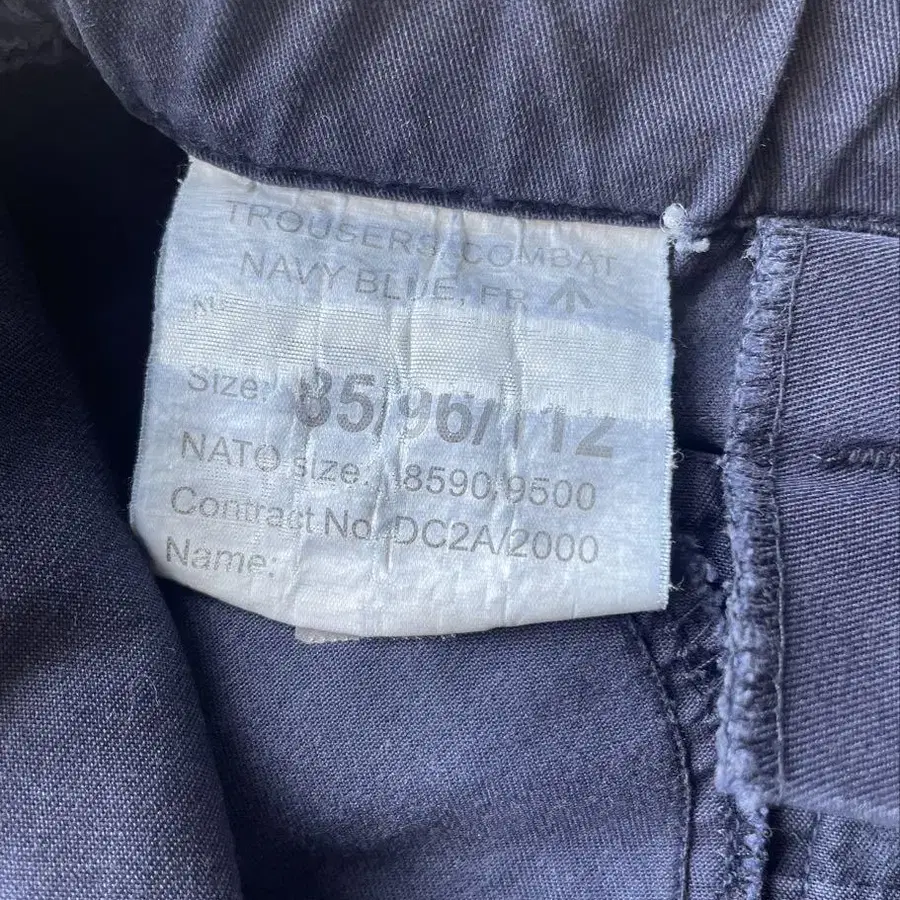 TROUSERS, COMBAT
NAVY BLUE, FR
Size: 85/96/112
NATO size: 8590/9500
Contract No. DC2A/2000
Name: